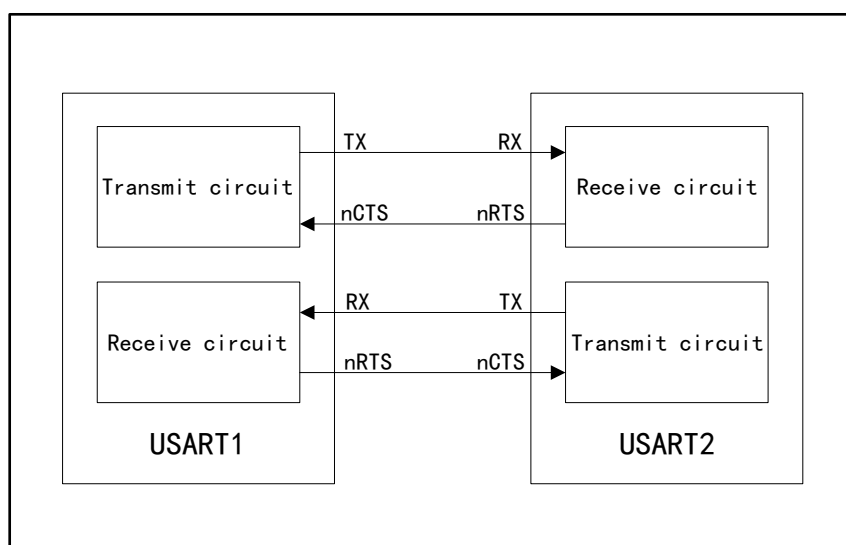 TX RX
Transmit circuit Receive circuit
nCTS nRTS
RX TX
Receive circuit Transmit circuit
nRTS nCTS
USART1 USART2